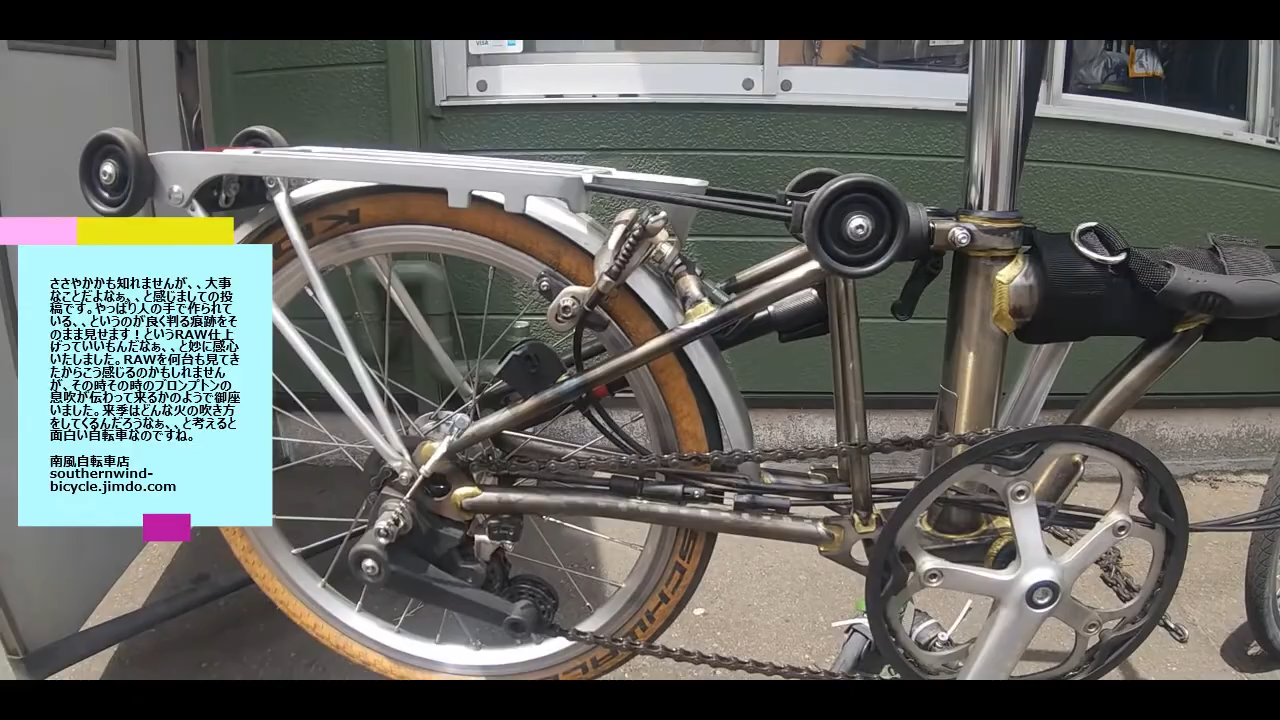 VISA
ささやかかも知れませんが、、大事
なことだよなぁ、、と感じましての投
稿です。やっぱり人の手で作られて
いる、、というのが良く判る痕跡をそ
のまま見せます！というRAW仕上
げっていいもんだなぁ、、と妙に感心
いたしました。RAWを何台も見てき
たからこう感じるのかもしれません
が、その時その時のブロンプトンの
息吹が伝わって来るかのようで御座
いました。来季はどんな火の吹き方
をしてくるんだろうなぁ、、と考えると
面白い自転車なのですね。
南風自転車店
southernwind-
bicycle.jimdo.com
SCHWALBE